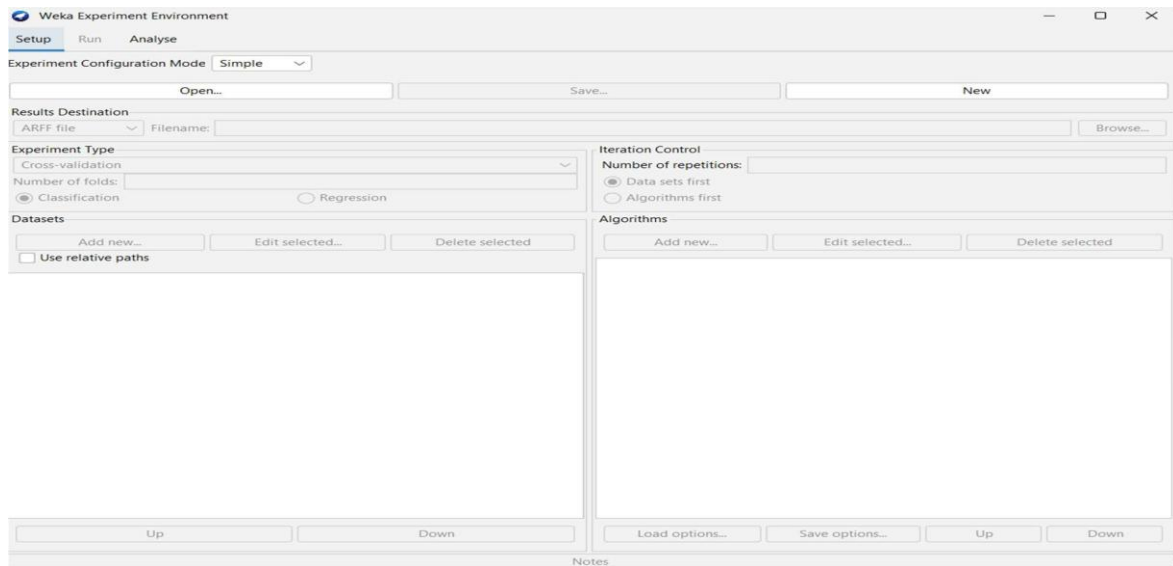 Weka Experiment Environment
Setup Run Analyse
Experiment Configuration Mode Simple
Open... Save... New
Results Destination
ARFF file Filename: Browse...
Experiment Type
Cross-validation
Number of folds:
Classification Regression
Iteration Control
Number of repetitions:
Data sets first
Algorithms first
Datasets
Add new... Edit selected... Delete selected
Use relative paths
Up Down
Algorithms
Add new... Edit selected... Delete selected
Load options... Save options... Up Down
Notes